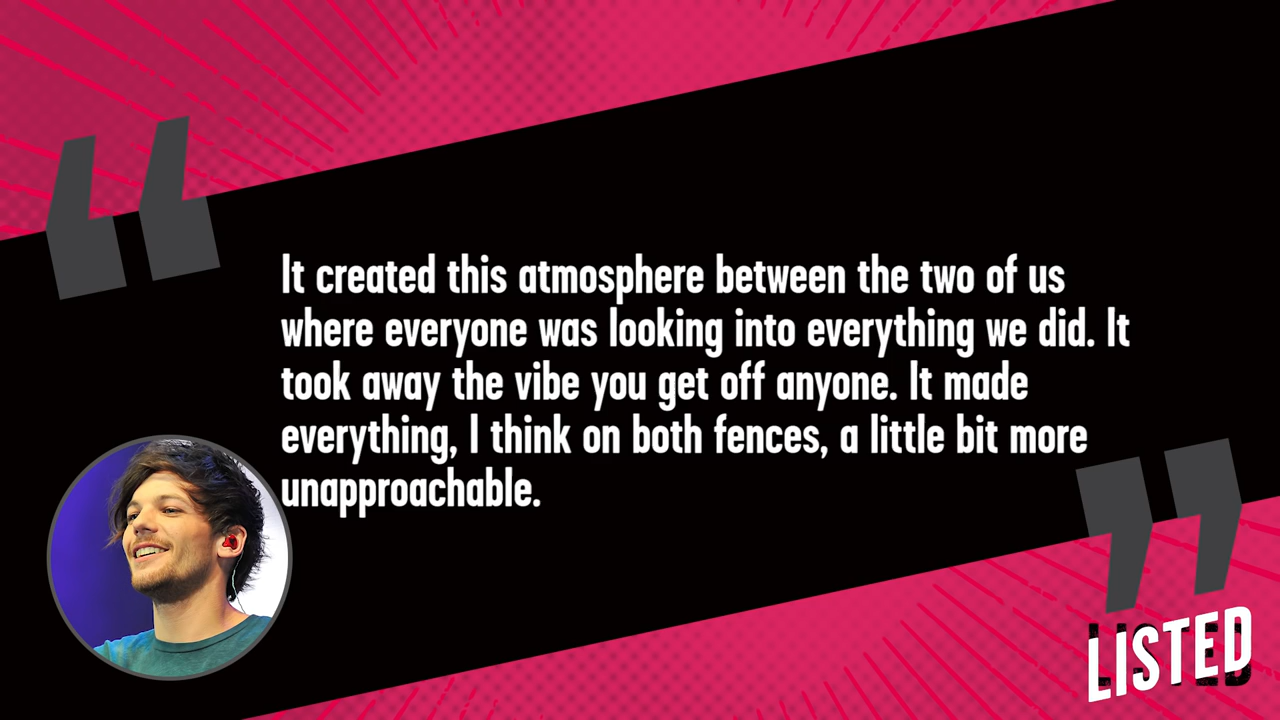 It created this atmosphere between the two of us
where everyone was looking into everything we did. It
took away the vibe you get off anyone. It made
everything, I think on both fences, a little bit more
unapproachable.
LISTED